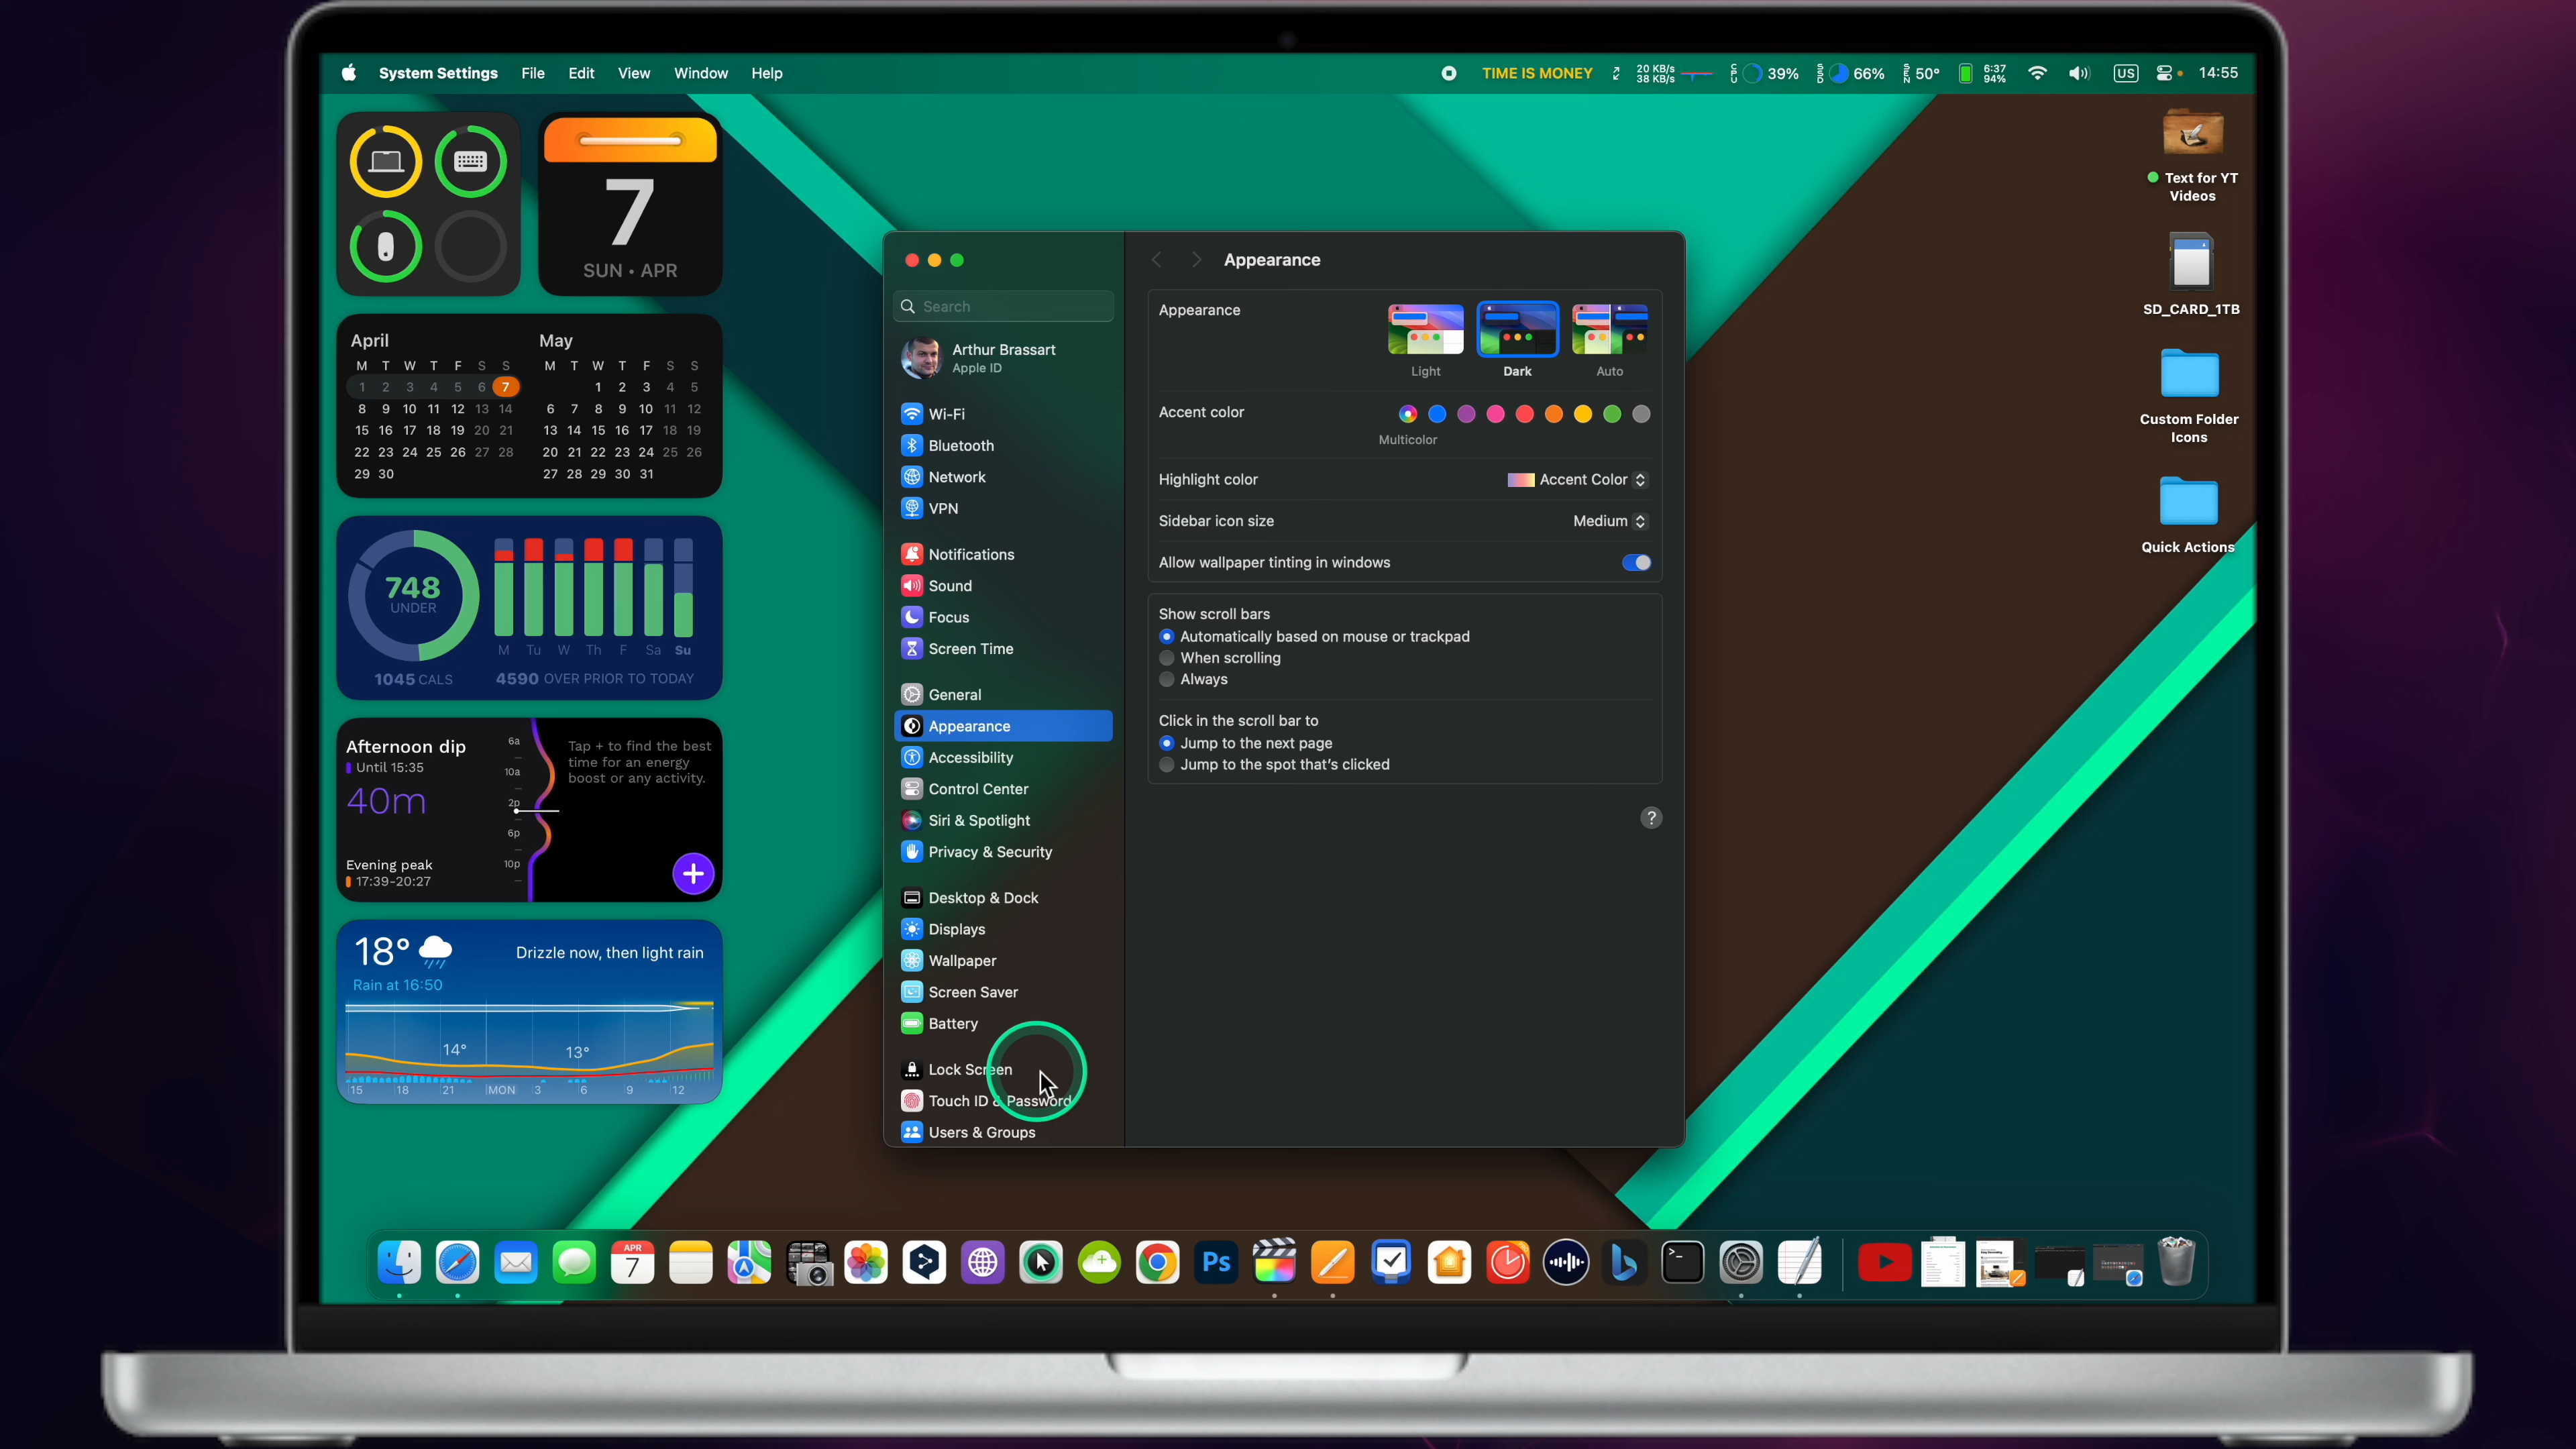 System Settings File Edit View Window Help
TIME IS MONEY
20 KB/s
38 KB/s
CPU 39%
SSD 66%
SEN 50°
6:37
94%
US
14:55
7
SUN • APR
April
M T W T F S S
1 2 3 4 5 6 7
8 9 10 11 12 13 14
15 16 17 18 19 20 21
22 23 24 25 26 27 28
29 30
May
M T W T F S S
1 2 3 4 5
6 7 8 9 10 11 12
13 14 15 16 17 18 19
20 21 22 23 24 25 26
27 28 29 30 31
748
UNDER
1045 CALS
M Tu W Th F Sa Su
4590 OVER PRIOR TO TODAY
Afternoon dip
Until 15:35
40m
Evening peak
17:39-20:27
6a
10a
2p
6p
10p
Tap + to find the best
time for an energy
boost or any activity.
18°
Drizzle now, then light rain
Rain at 16:50
14°
13°
15 18 21 MON 3 6 9 12
Search
Arthur Brassart
Apple ID
Wi-Fi
Bluetooth
Network
VPN
Notifications
Sound
Focus
Screen Time
General
Appearance
Accessibility
Control Center
Siri & Spotlight
Privacy & Security
Desktop & Dock
Displays
Wallpaper
Screen Saver
Battery
Lock Screen
Touch ID & Password
Users & Groups
Appearance
Appearance
Light Dark Auto
Accent color
Multicolor
Highlight color
Accent Color
Sidebar icon size
Medium
Allow wallpaper tinting in windows
Show scroll bars
Automatically based on mouse or trackpad
When scrolling
Always
Click in the scroll bar to
Jump to the next page
Jump to the spot that's clicked
?
Text for YT
Videos
SD_CARD_1TB
Custom Folder
Icons
Quick Actions
APR
7
Ps